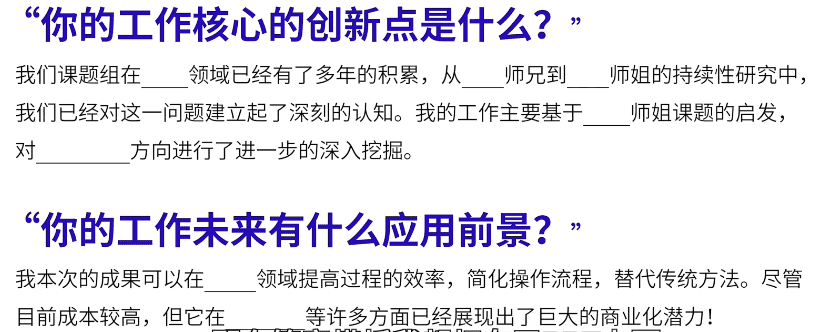 “你的工作核心的创新点是什么？”
我们课题组在____领域已经有了多年的积累，从____师兄到____师姐的持续性研究中，
我们已经对这一问题建立起了深刻的认知。我的工作主要基于____师姐课题的启发，
对________方向进行了进一步的深入挖掘。
“你的工作未来有什么应用前景？”
我本次的成果可以在____领域提高过程的效率，简化操作流程，替代传统方法。尽管
目前成本较高，但它在______等许多方面已经展现出了巨大的商业化潜力！